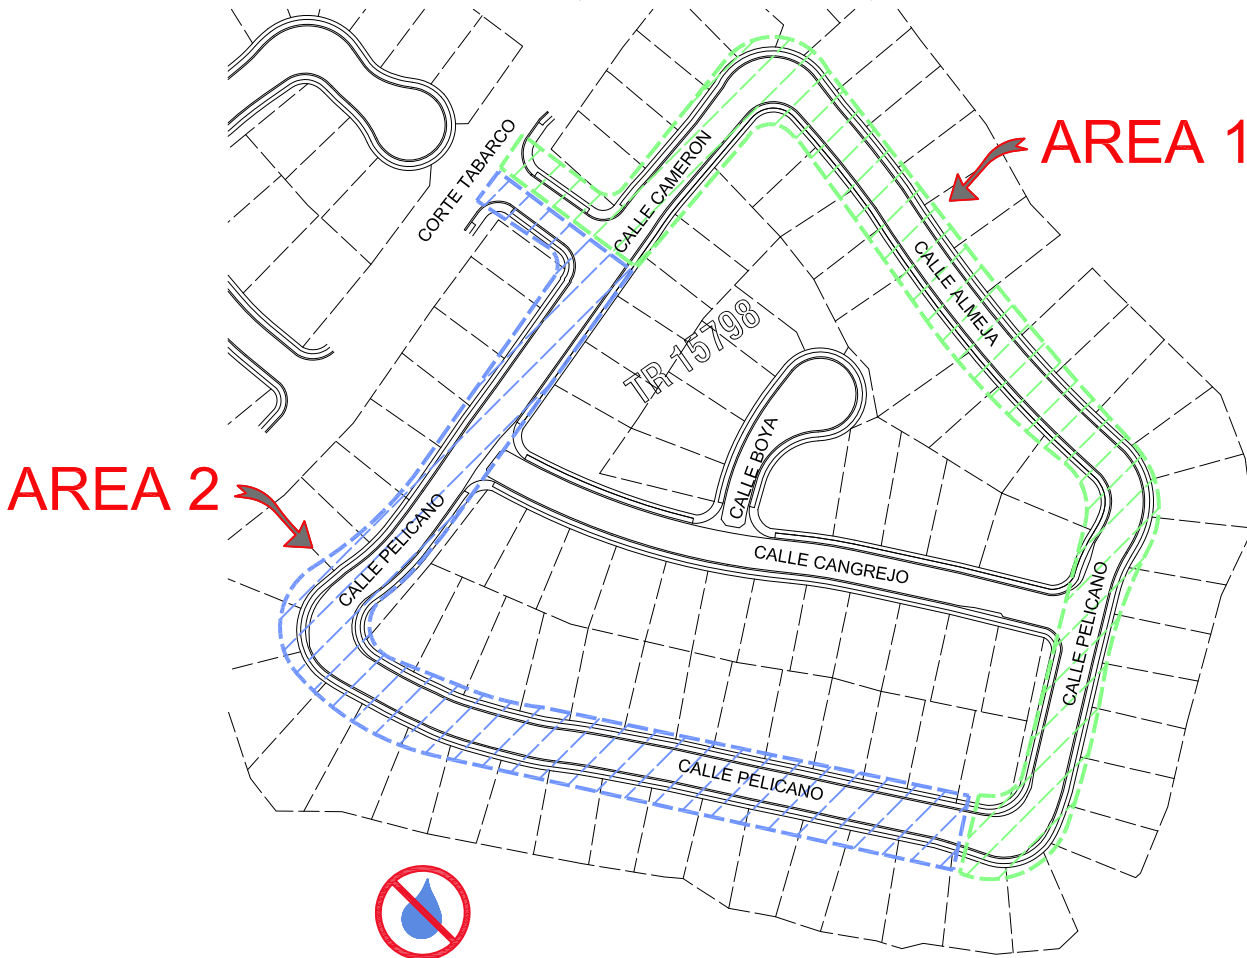 AREA 1
CORTE TABARCO
CALLE CAMERON
CALLE ALMEJA
TR 15798
CALLE BOYA
AREA 2
CALLE PELICANO
CALLE CANGREJO
CALLE PELICANO
CALLE PELICANO